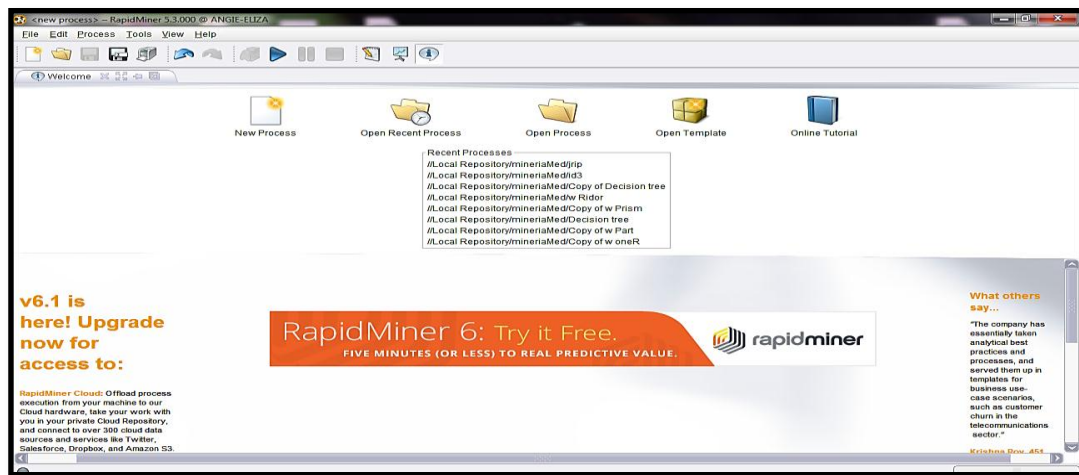 <new process> – RapidMiner 5.3.000 @ ANGIE-ELIZA
File Edit Process Tools View Help
Welcome
New Process
Open Recent Process
Open Process
Open Template
Online Tutorial
Recent Processes
//Local Repository/mineriaMed/jrip
//Local Repository/mineriaMed/id3
//Local Repository/mineriaMed/Copy of Decision tree
//Local Repository/mineriaMed/w Ridor
//Local Repository/mineriaMed/Copy of w Prism
//Local Repository/mineriaMed/Decision tree
//Local Repository/mineriaMed/Copy of w Part
//Local Repository/mineriaMed/Copy of w oneR
v6.1 is
here! Upgrade
now for
access to:
RapidMiner Cloud: Offload process
execution from your machine to our
Cloud hardware, take your work with
you in your private Cloud Repository,
and connect to over 300 cloud data
sources and services like Twitter,
Salesforce, Dropbox, and Amazon S3.
RapidMiner 6: Try it Free.
FIVE MINUTES (OR LESS) TO REAL PREDICTIVE VALUE.
rapidminer
What others
say...
"The company has
essentially taken
analytical best
practices and
processes, and
served them up in
templates for
business use-
case scenarios,
such as customer
churn in the
telecommunications
sector."
Krishna Roy, 451